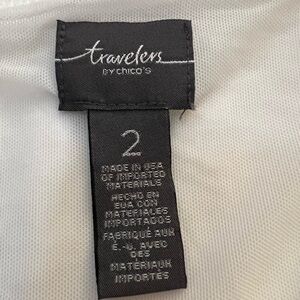 travelers
BY CHICO'S
2
MADE IN USA
OF IMPORTED
MATERIALS
HECHO EN
EUA CON
MATERIALES
IMPORTADOS
FABRIQUÉ AUX
É.-U. AVEC
DES
MATÉRIAUX
IMPORTÉS